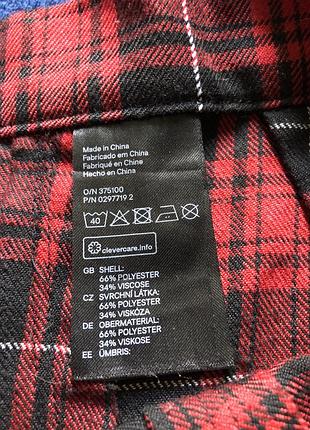 Made in China
Fabricado em China
Fabriqué en China
Hecho en China
O/N 375100
P/N 0297719 2
40
clevercare.info
GB SHELL:
66% POLYESTER
34% VISCOSE
CZ SVRCHNÍ LÁTKA:
66% POLYESTER
34% VISKÓZA
DE OBERMATERIAL:
66% POLYESTER
34% VISKOSE
EE ÜMBRIS: